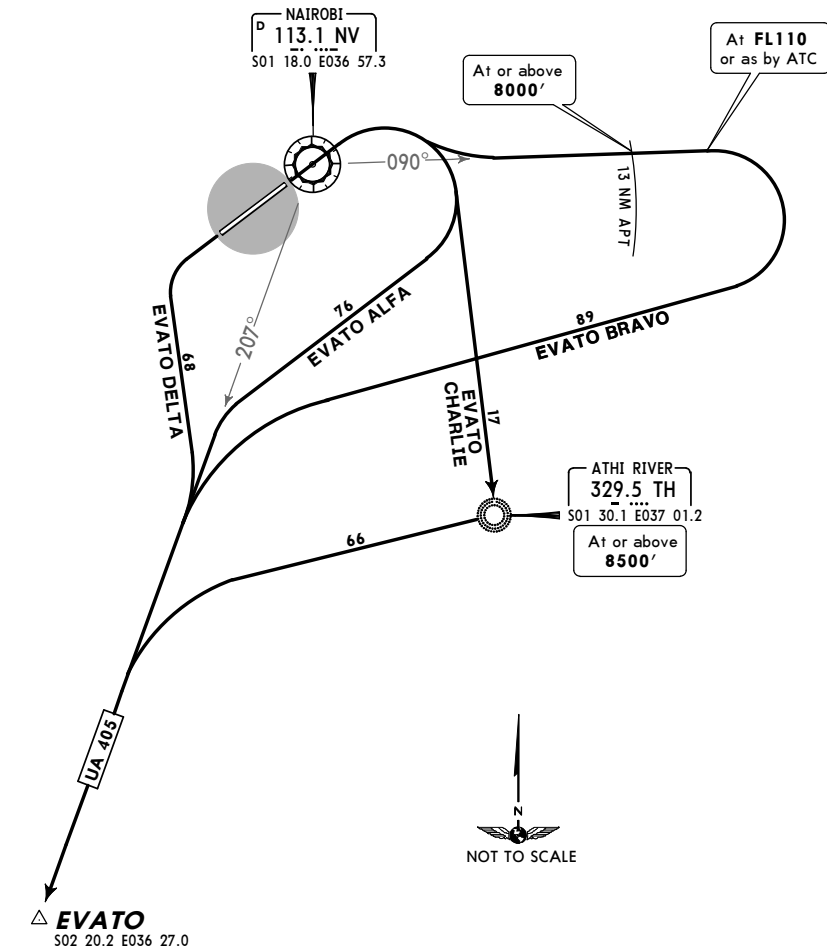 NAIROBI
D 113.1 NV
S01 18.0 E036 57.3
At or above
8000'
At FL110
or as by ATC
090°
13 NM APT
207°
76
EVATO ALFA
EVATO DELTA
68
89
EVATO BRAVO
EVATO
CHARLIE
17
ATHI RIVER
329.5 TH
S01 30.1 E037 01.2
At or above
8500'
66
UA 405
N
NOT TO SCALE
EVATO
S02 20.2 E036 27.0